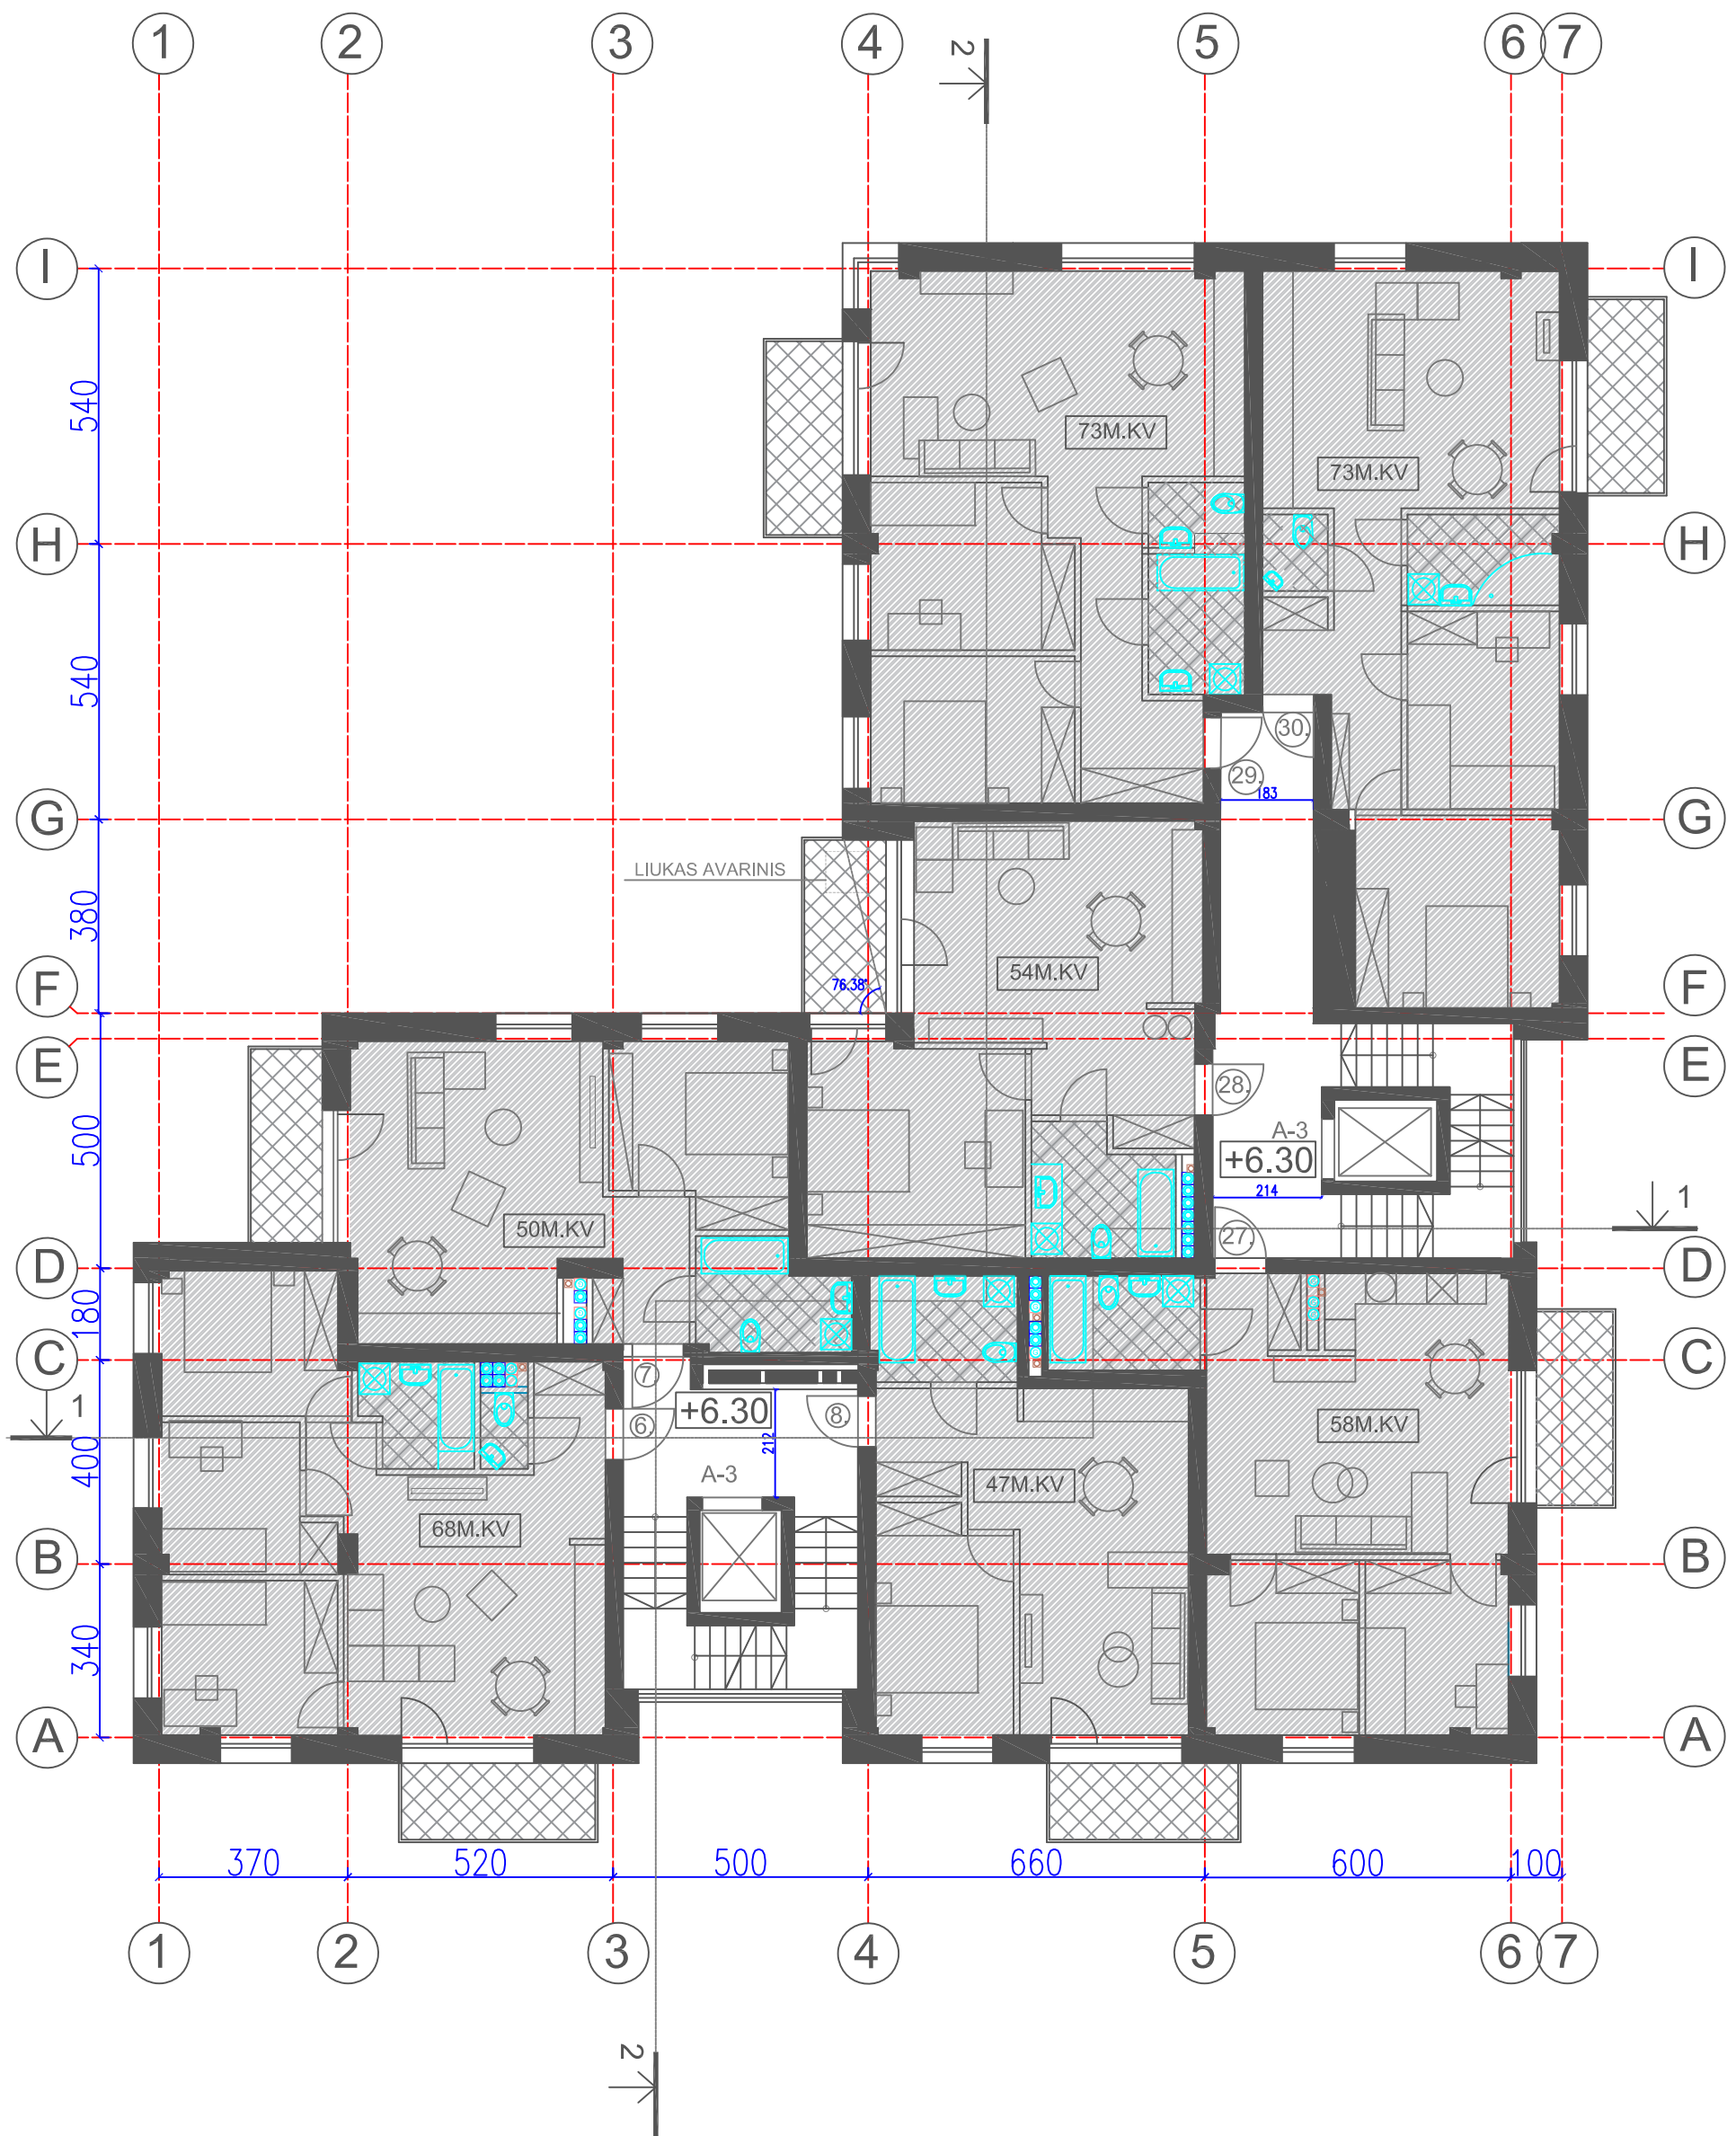 1 2 3 4 5 6 7
2
I I
540
73M.KV
73M.KV
H H
540
30.
29.
183
G G
LIUKAS AVARINIS
380
54M.KV
76.38°
F F
E E
28.
500
A-3
+6.30
214
1
50M.KV
27.
D D
180
C C
7
1
+6.30
6.
8.
58M.KV
212
400
A-3
47M.KV
68M.KV
B B
340
A A
370 520 500 660 600 100
1 2 3 4 5 6 7
2